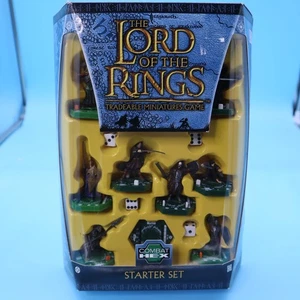 THE
LORD
OF THE
RINGS
TRADEABLE MINIATURES GAME
COMBAT
HEX
STARTER SET